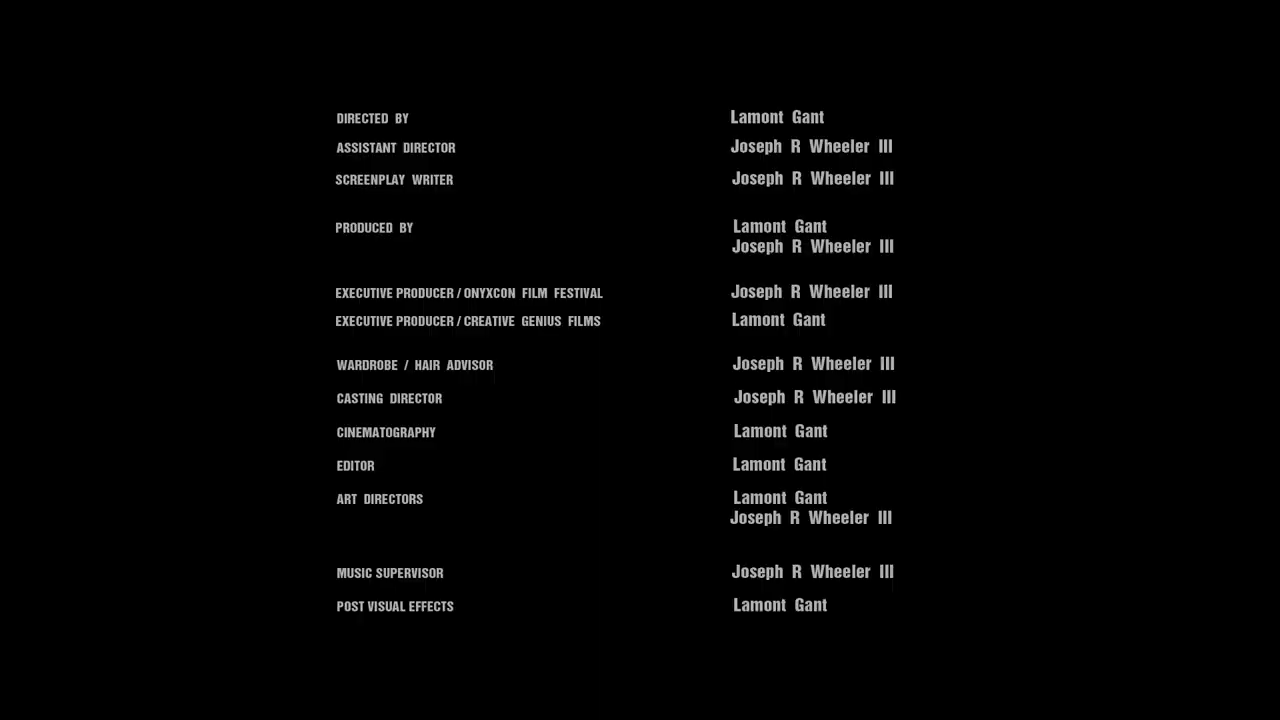 DIRECTED BY Lamont Gant
ASSISTANT DIRECTOR Joseph R Wheeler III
SCREENPLAY WRITER Joseph R Wheeler III
PRODUCED BY Lamont Gant
Joseph R Wheeler III
EXECUTIVE PRODUCER / ONYXCON FILM FESTIVAL Joseph R Wheeler III
EXECUTIVE PRODUCER / CREATIVE GENIUS FILMS Lamont Gant
WARDROBE / HAIR ADVISOR Joseph R Wheeler III
CASTING DIRECTOR Joseph R Wheeler III
CINEMATOGRAPHY Lamont Gant
EDITOR Lamont Gant
ART DIRECTORS Lamont Gant
Joseph R Wheeler III
MUSIC SUPERVISOR Joseph R Wheeler III
POST VISUAL EFFECTS Lamont Gant